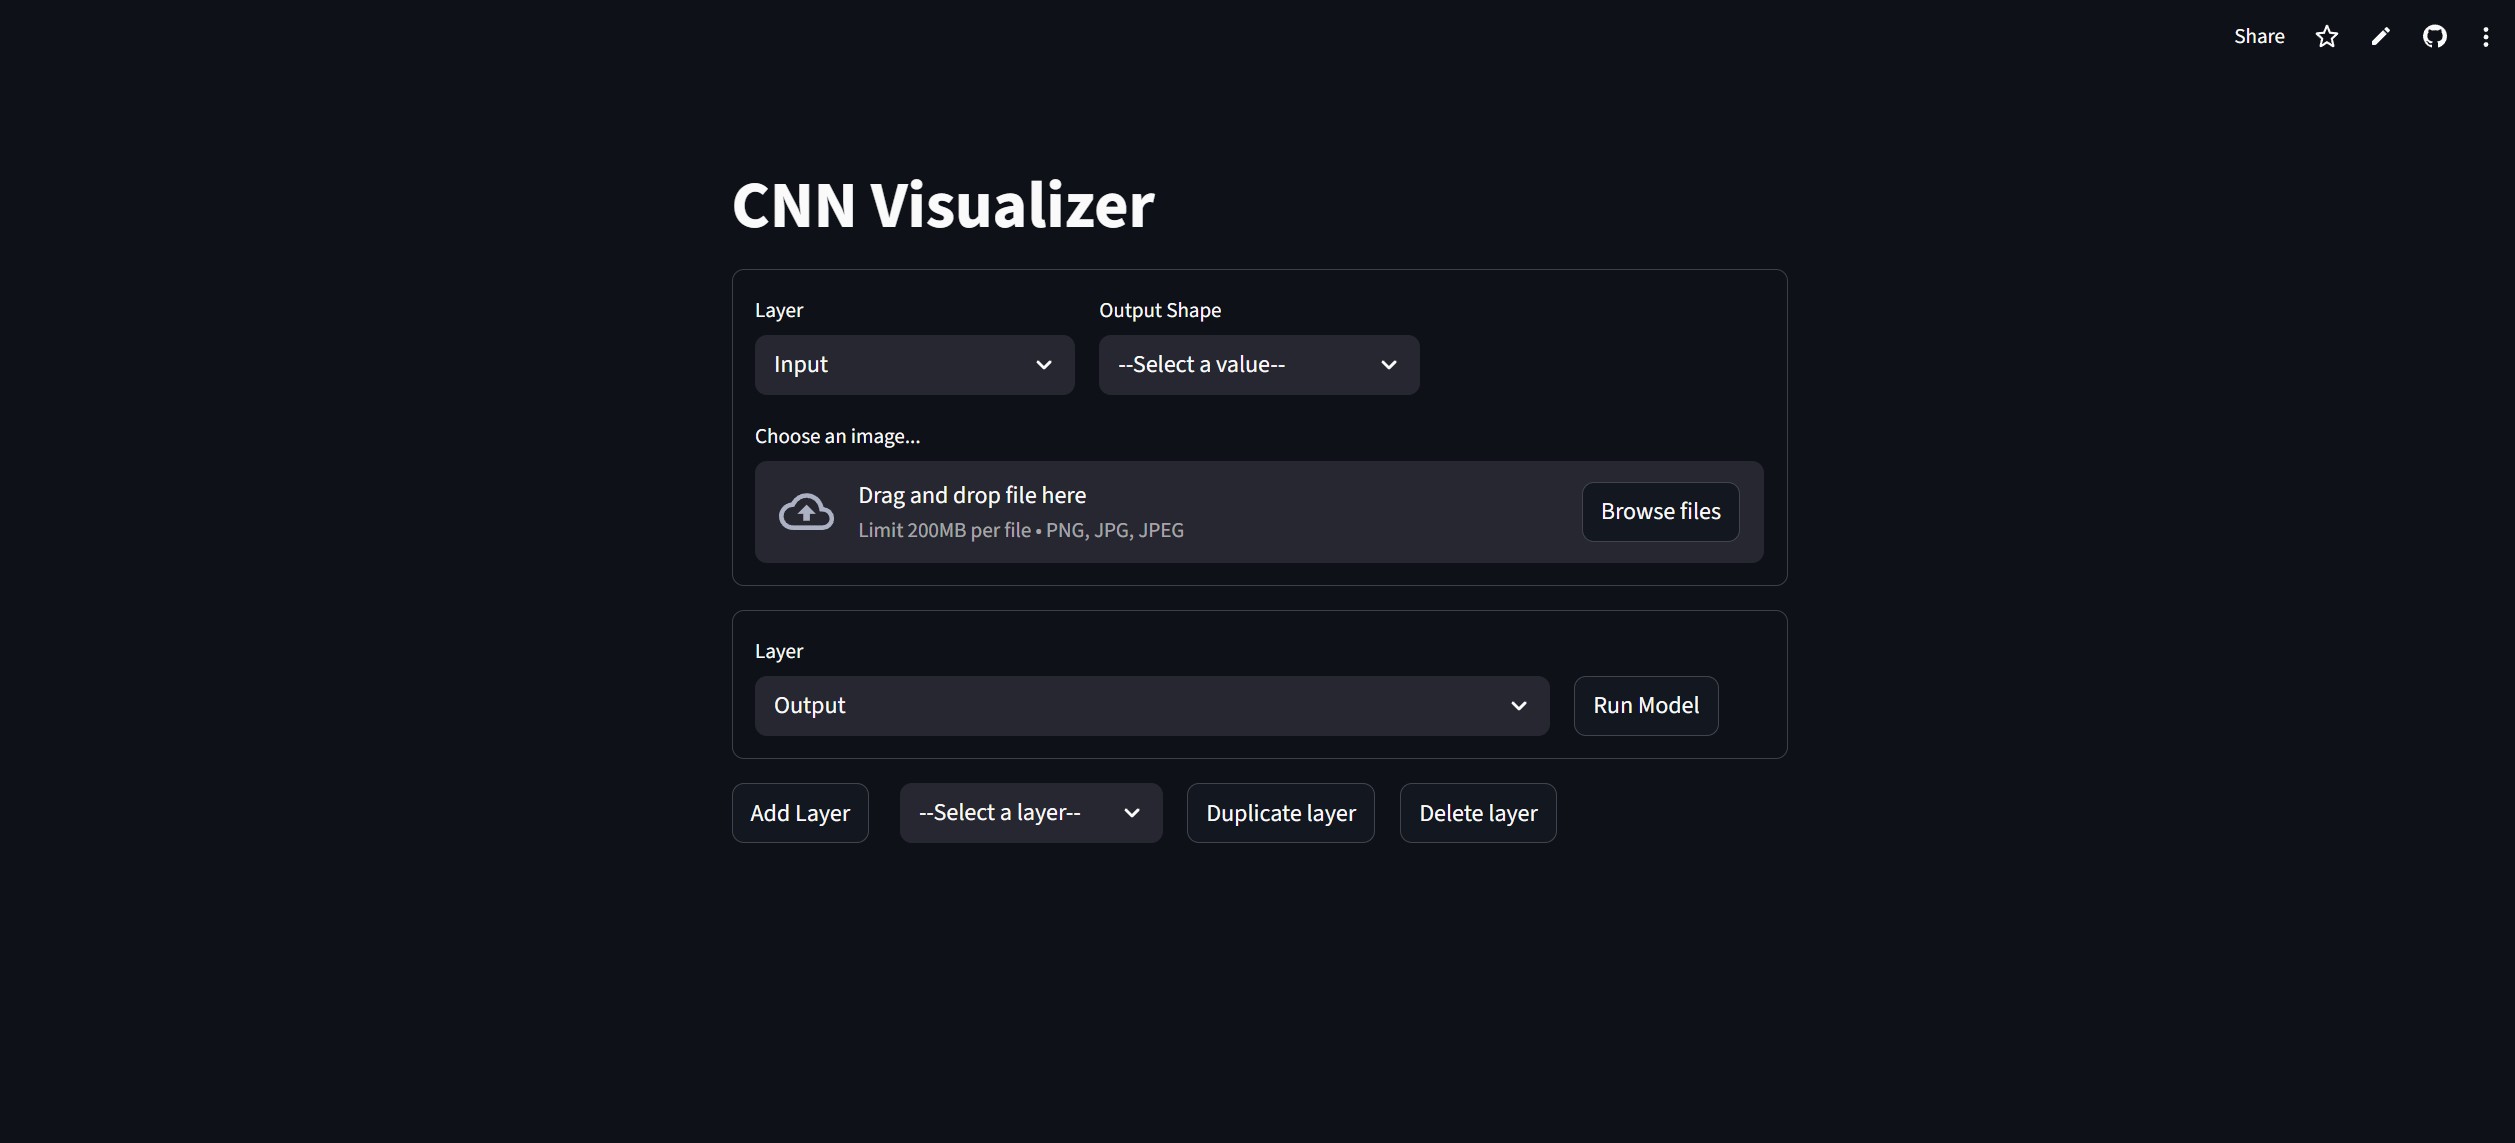 Share
CNN Visualizer
Layer
Output Shape
Input
--Select a value--
Choose an image...
Drag and drop file here
Limit 200MB per file • PNG, JPG, JPEG
Browse files
Layer
Output
Run Model
Add Layer
--Select a layer--
Duplicate layer
Delete layer